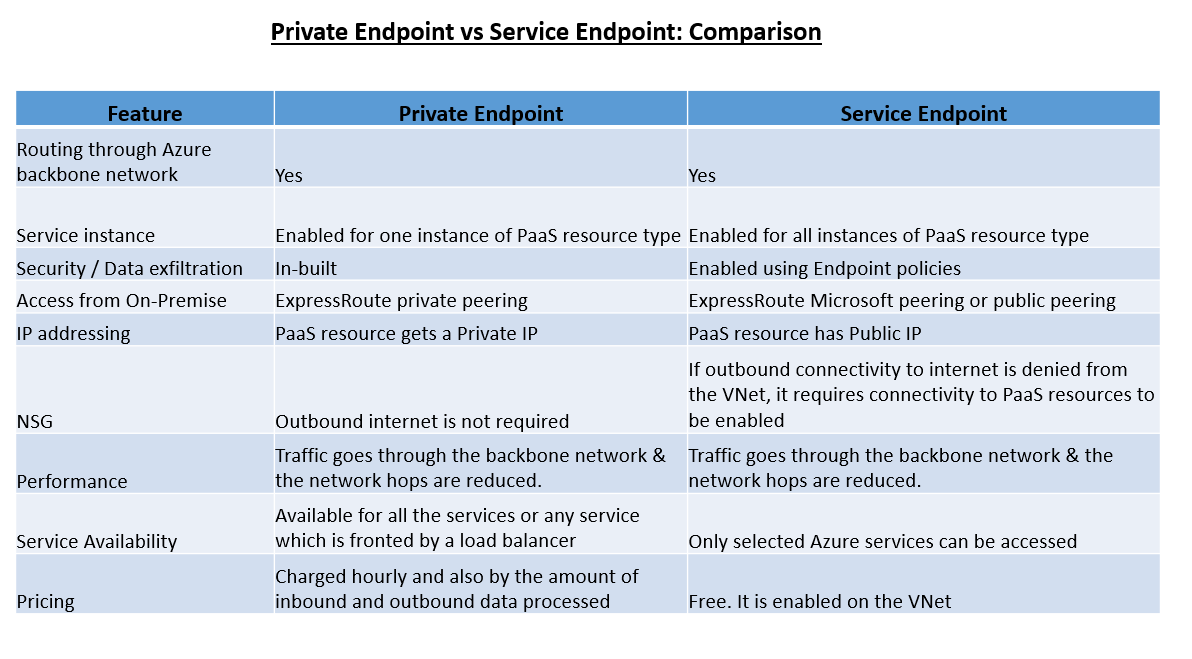 Private Endpoint vs Service Endpoint: Comparison
Feature
Private Endpoint
Service Endpoint
Routing through Azure
backbone network
Yes
Yes
Service instance
Enabled for one instance of PaaS resource type
Enabled for all instances of PaaS resource type
Security / Data exfiltration
In-built
Enabled using Endpoint policies
Access from On-Premise
ExpressRoute private peering
ExpressRoute Microsoft peering or public peering
IP addressing
PaaS resource gets a Private IP
PaaS resource has Public IP
NSG
Outbound internet is not required
If outbound connectivity to internet is denied from
the VNet, it requires connectivity to PaaS resources to
be enabled
Performance
Traffic goes through the backbone network &
the network hops are reduced.
Traffic goes through the backbone network & the
network hops are reduced.
Service Availability
Available for all the services or any service
which is fronted by a load balancer
Only selected Azure services can be accessed
Pricing
Charged hourly and also by the amount of
inbound and outbound data processed
Free. It is enabled on the VNet